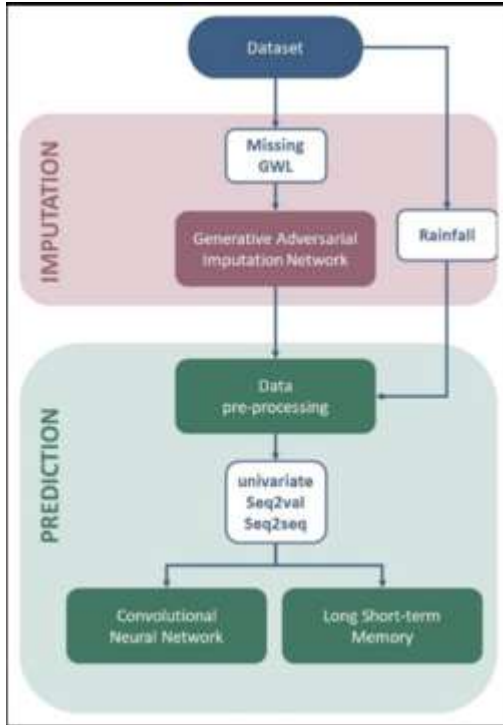 Dataset
IMPUTATION
Missing
GWL
Generative Adversarial
Imputation Network
Rainfall
PREDICTION
Data
pre-processing
univariate
Seq2val
Seq2seq
Convolutional
Neural Network
Long Short-term
Memory